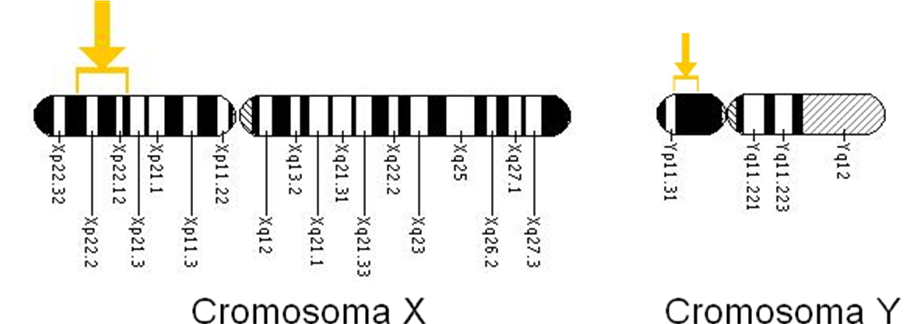 Xp22.32
Xp22.2
Xp22.12
Xp21.3
Xp21.1
Xp11.3
Xp11.22
Xq12
Xq13.2
Xq21.1
Xq21.31
Xq21.33
Xq22.2
Xq23
Xq25
Xq26.2
Xq27.1
Xq27.3
Yp11.31
Yq11.221
Yq11.223
Yq12
Cromosoma X
Cromosoma Y